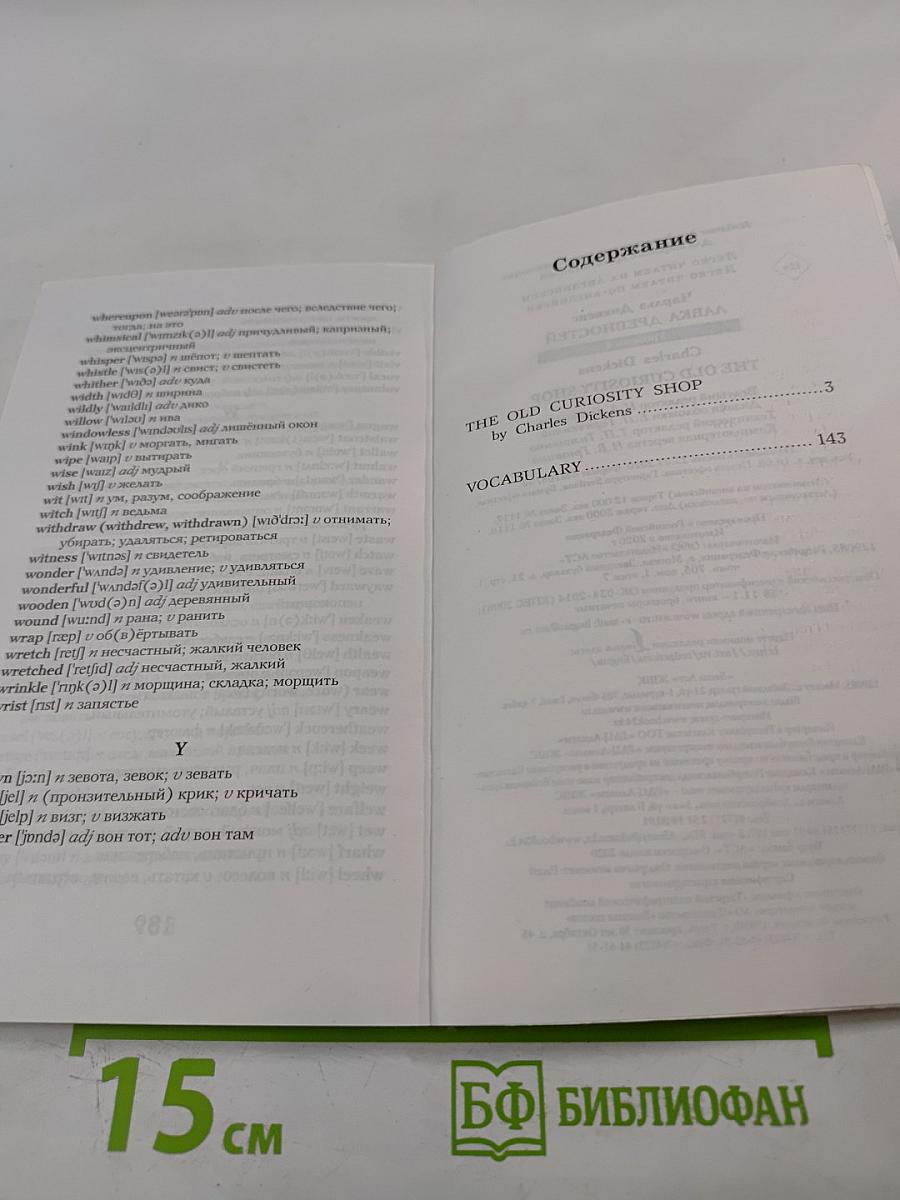 whereupon [weərə'pɒn] adv после чего; вследствие чего;
тогда; на это
whimsical ['wɪmzɪk(ə)l] adj причудливый; капризный;
эксцентричный
whisper ['wɪspə] n шёпот; v шептать
whistle ['wɪs(ə)l] n свист; v свистеть
whither ['wɪðə] adv куда
width [wɪdθ] n ширина
wildly ['waɪldlɪ] adv дико
willow ['wɪləʊ] n ива
windowless ['wɪndəʊlɪs] adj лишённый окон
wink [wɪŋk] v моргать, мигать
wipe [waɪp] v вытирать
wise [waɪz] adj мудрый
wish [wɪʃ] v желать
wit [wɪt] n ум, разум, соображение
witch [wɪtʃ] n ведьма
withdraw (withdrew, withdrawn) [wɪð'drɔ:] v отнимать;
убирать; удаляться; ретироваться
witness ['wɪtnəs] n свидетель
wonder ['wʌndə] n удивление; v удивляться
wonderful ['wʌndəf(ə)l] adj удивительный
wooden ['wʊd(ə)n] adj деревянный
wound [wu:nd] n рана; v ранить
wrap [ræp] v об(в)ёртывать
wretch [retʃ] n несчастный; жалкий человек
wretched ['retʃɪd] adj несчастный, жалкий
wrinkle ['rɪŋk(ə)l] n морщина; складка; морщить
rist [rɪst] n запястье
Y
n [jɔ:n] n зевота, зевок; v зевать
[jel] n (пронзительный) крик; v кричать
[jelp] n визг; v визжать
er ['jɒndə] adj вон тот; adv вон там
Содержание
THE OLD CURIOSITY SHOP
by Charles Dickens ..............................3
VOCABULARY ...................................... 143
15 см
БФ БИБЛИОФАН